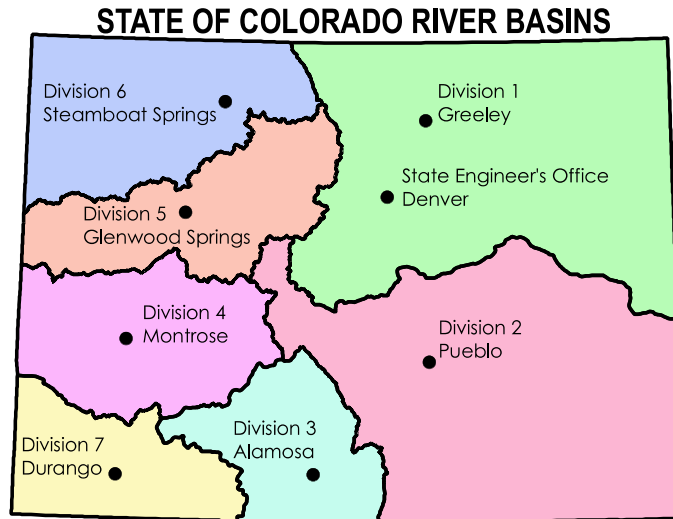 STATE OF COLORADO RIVER BASINS
Division 6
Steamboat Springs
Division 1
Greeley
State Engineer's Office
Denver
Division 5
Glenwood Springs
Division 4
Montrose
Division 2
Pueblo
Division 3
Alamosa
Division 7
Durango